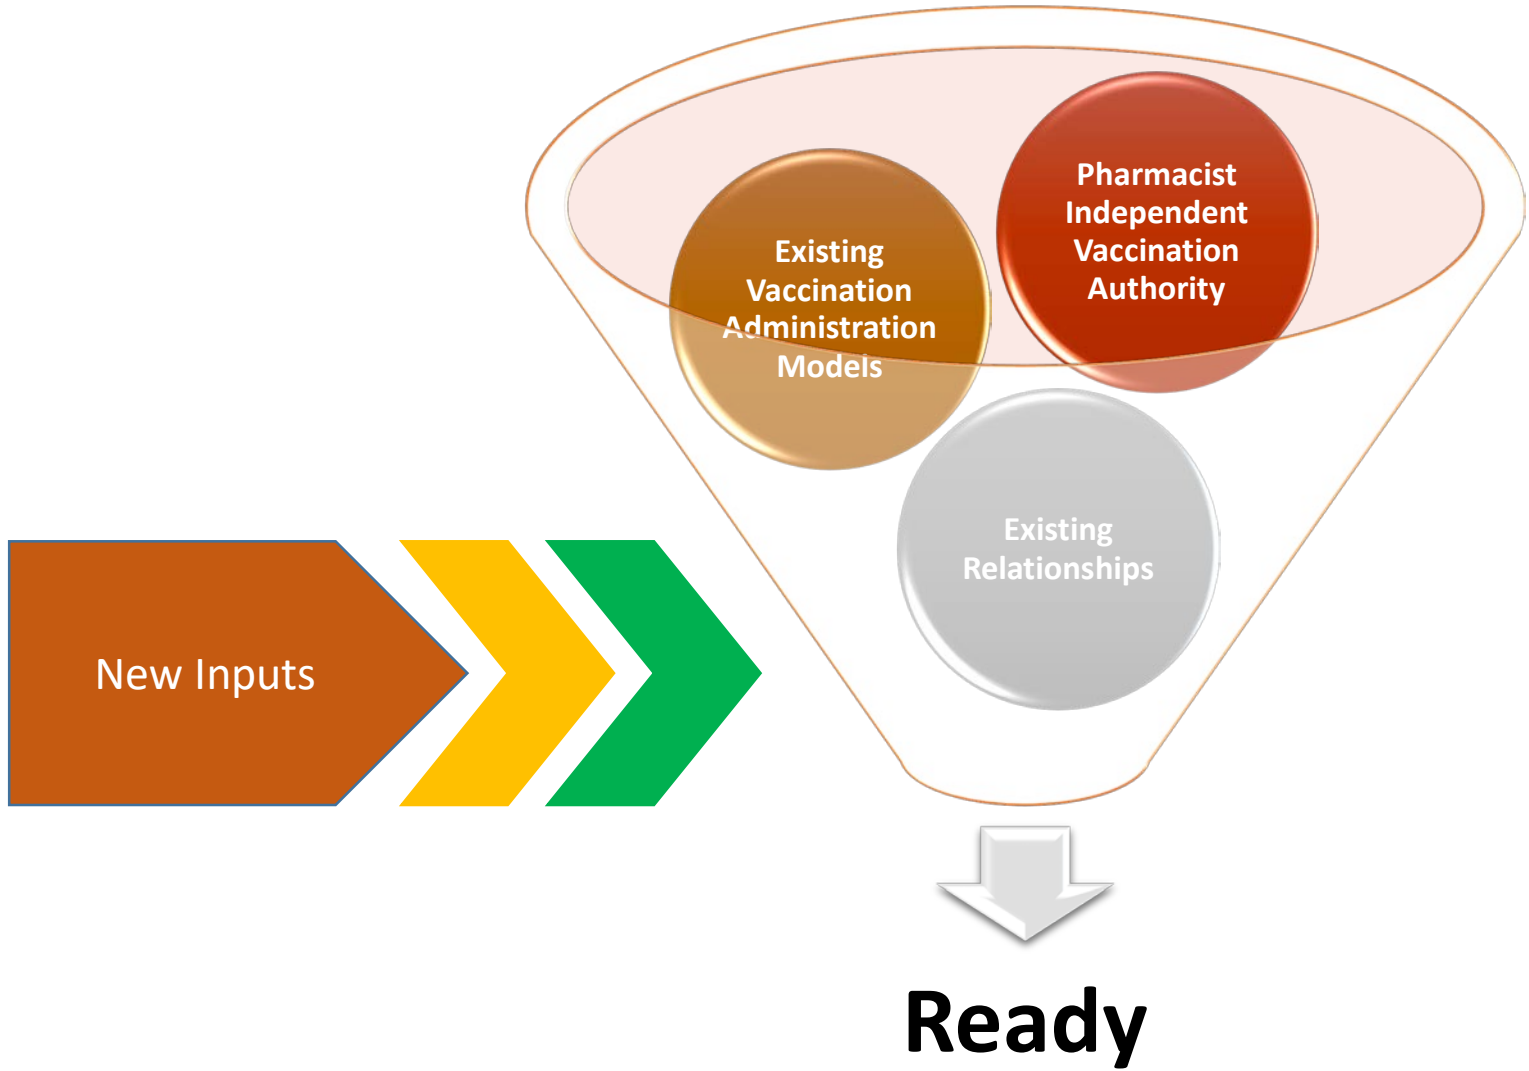 Pharmacist
Independent
Vaccination
Authority
Existing
Vaccination
Administration
Models
Existing
Relationships
New Inputs
Ready